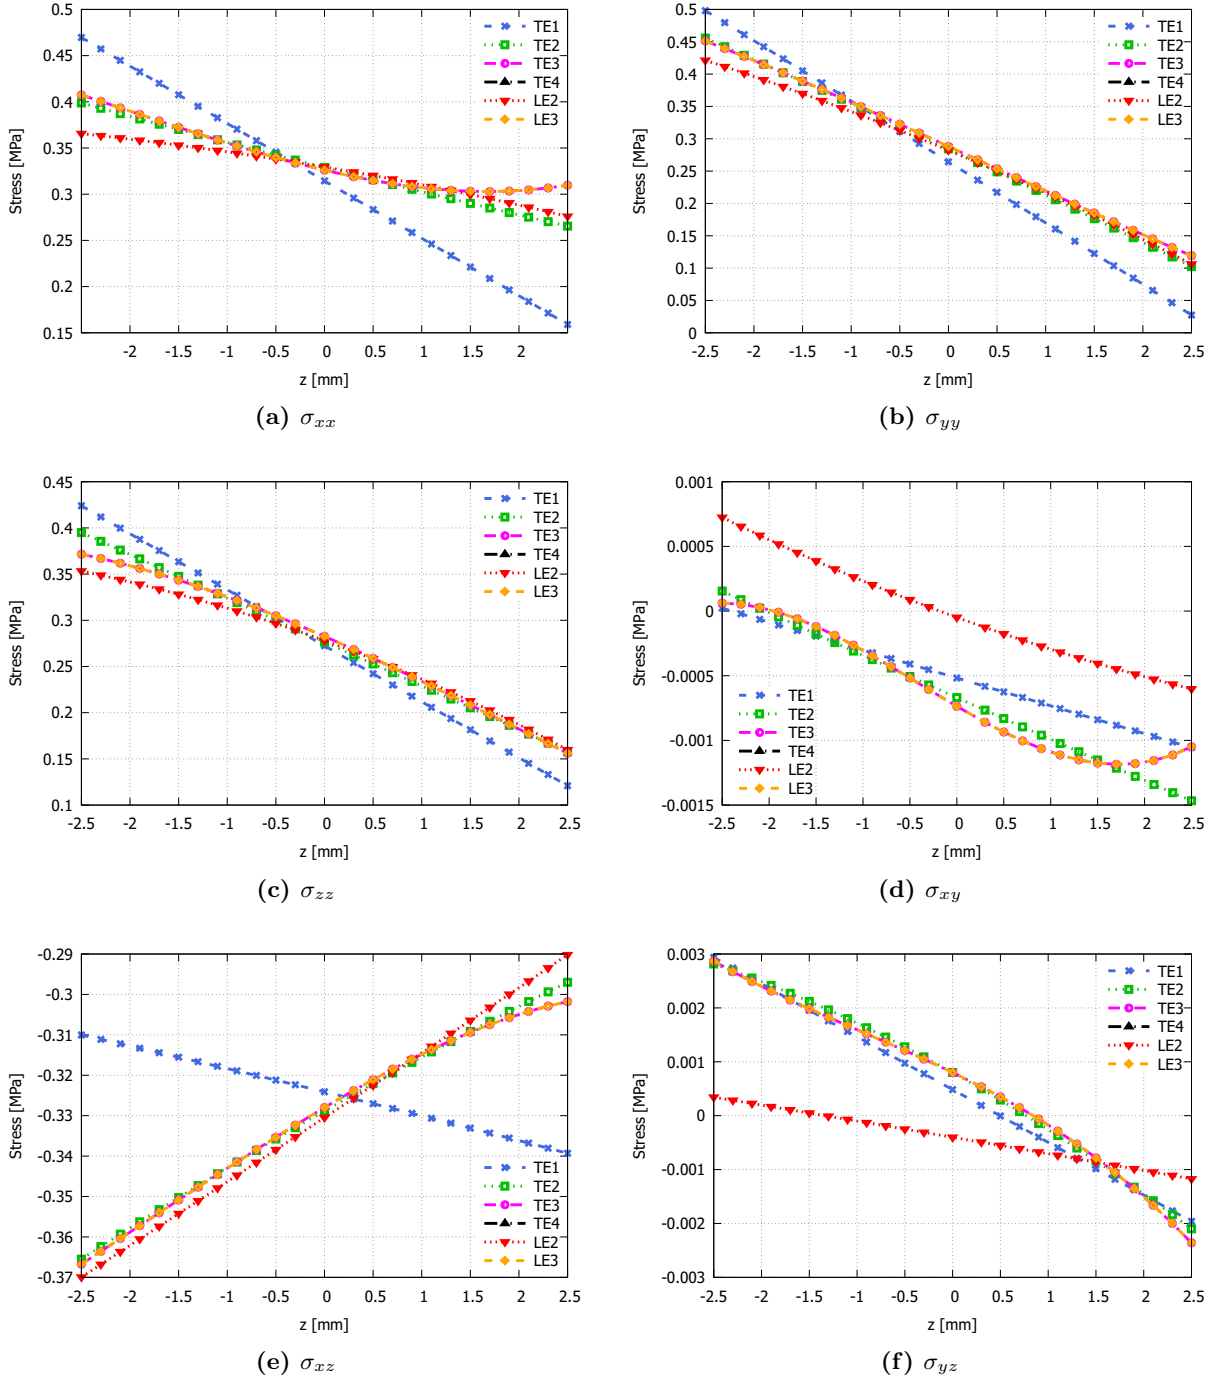 0.5
0.45
0.4
0.35
0.3
0.25
0.2
0.15
-2 -1.5 -1 -0.5 0 0.5 1 1.5 2
Stress [MPa]
z [mm]
TE1
TE2
TE3
TE4
LE2
LE3
(a) σxx
0.5
0.45
0.4
0.35
0.3
0.25
0.2
0.15
0.1
0.05
0
-2.5 -2 -1.5 -1 -0.5 0 0.5 1 1.5 2 2.5
Stress [MPa]
z [mm]
TE1
TE2
TE3
TE4
LE2
LE3
(b) σyy
0.45
0.4
0.35
0.3
0.25
0.2
0.15
0.1
-2.5 -2 -1.5 -1 -0.5 0 0.5 1 1.5 2 2.5
Stress [MPa]
z [mm]
TE1
TE2
TE3
TE4
LE2
LE3
(c) σzz
0.001
0.0005
0
-0.0005
-0.001
-0.0015
-2.5 -2 -1.5 -1 -0.5 0 0.5 1 1.5 2 2.5
Stress [MPa]
z [mm]
TE1
TE2
TE3
TE4
LE2
LE3
(d) σxy
-0.29
-0.3
-0.31
-0.32
-0.33
-0.34
-0.35
-0.36
-0.37
-2.5 -2 -1.5 -1 -0.5 0 0.5 1 1.5 2 2.5
Stress [MPa]
z [mm]
TE1
TE2
TE3
TE4
LE2
LE3
(e) σxz
0.003
0.002
0.001
0
-0.001
-0.002
-0.003
-2.5 -2 -1.5 -1 -0.5 0 0.5 1 1.5 2 2.5
Stress [MPa]
z [mm]
TE1
TE2
TE3
TE4
LE2
LE3
(f) σyz